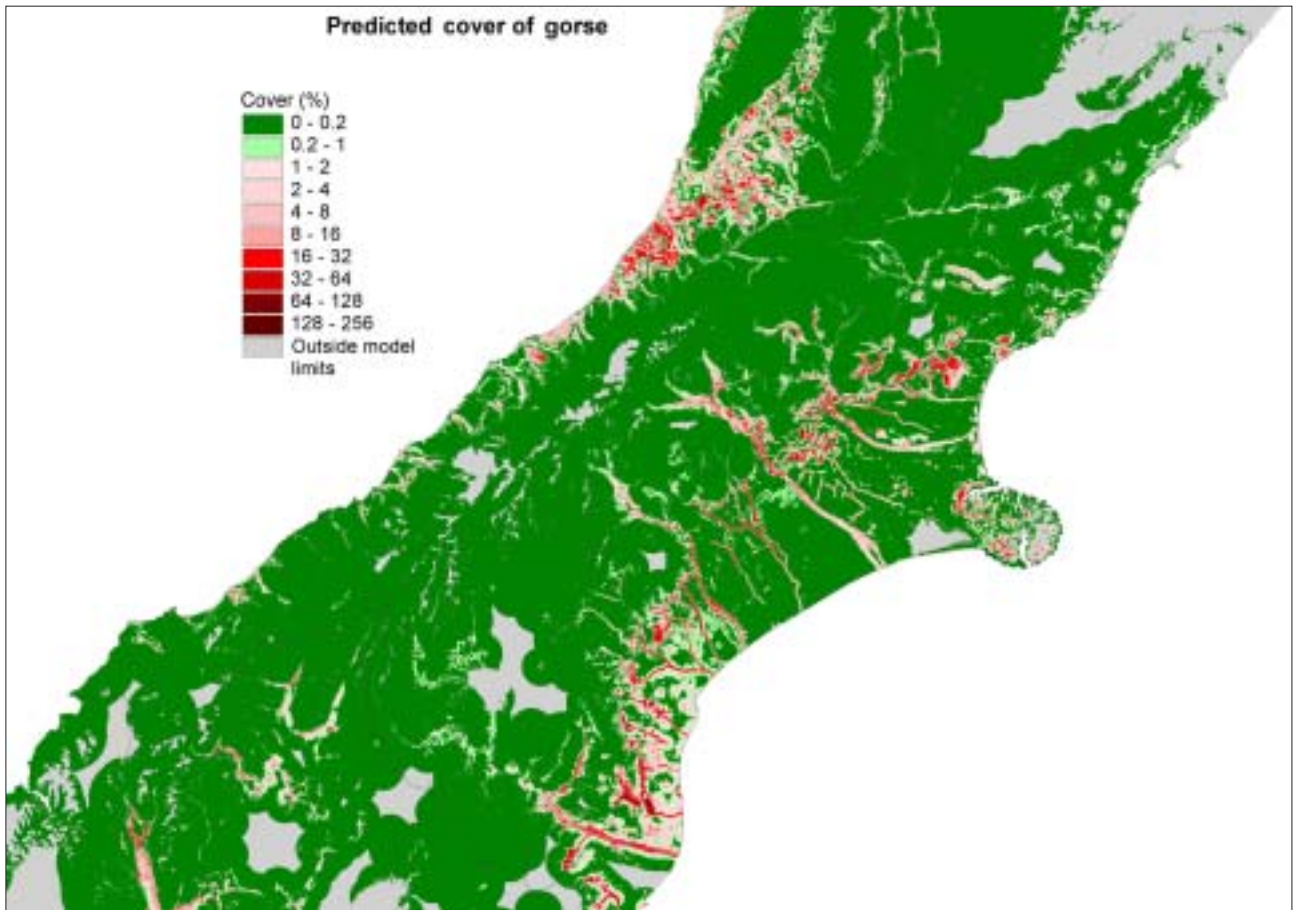 Predicted cover of gorse
Cover (%)
0 - 0.2
0.2 - 1
1 - 2
2 - 4
4 - 8
8 - 16
16 - 32
32 - 64
64 - 128
128 - 256
Outside model
limits